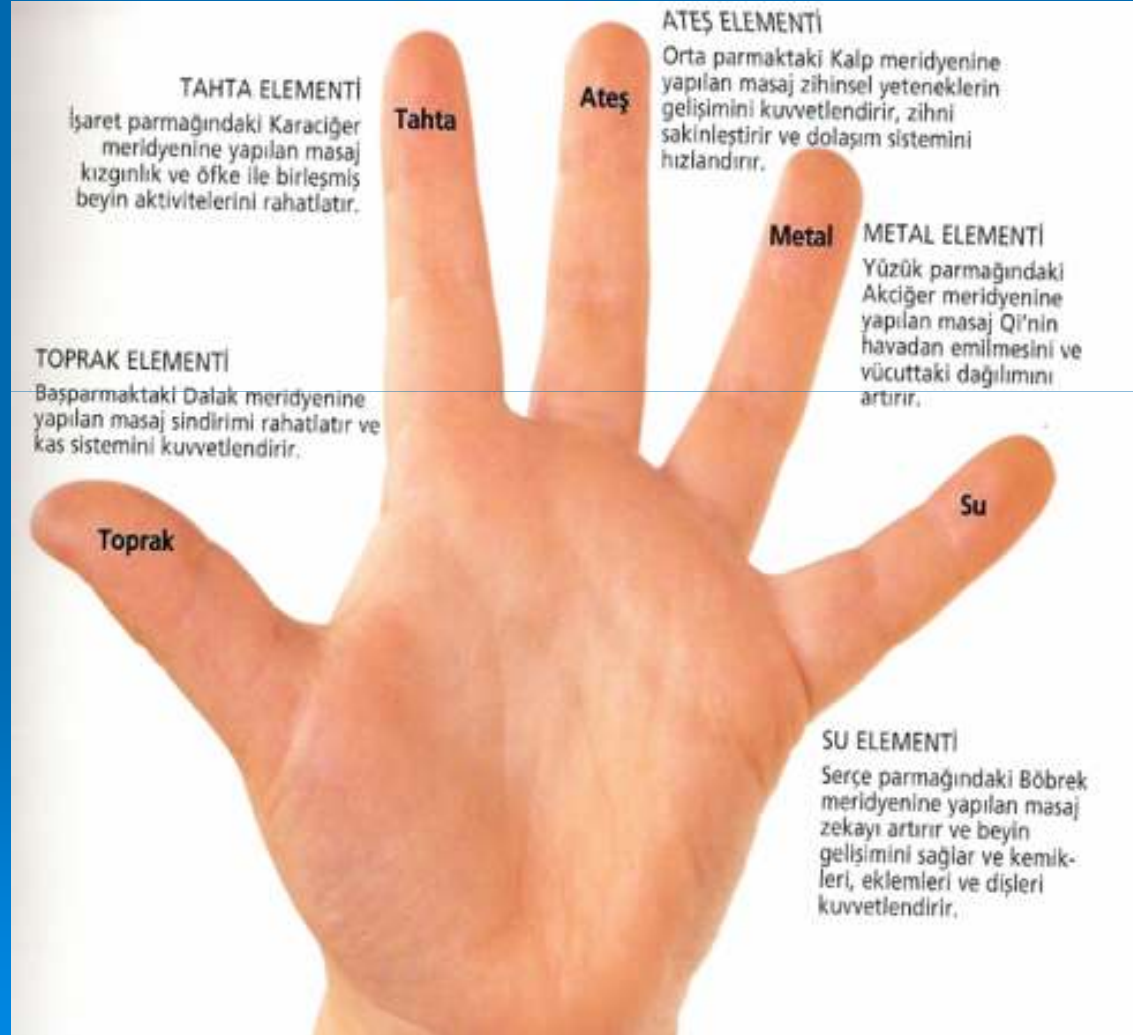 ATEŞ ELEMENTİ
Orta parmaktaki Kalp meridyenine
yapılan masaj zihinsel yeteneklerin
gelişimini kuvvetlendirir, zihni
sakinleştirir ve dolaşım sistemini
hızlandırır.
TAHTA ELEMENTİ
İşaret parmağındaki Karaciğer
meridyenine yapılan masaj
kızgınlık ve öfke ile birleşmiş
beyin aktivitelerini rahatlatır.
Tahta
Ateş
Metal
METAL ELEMENTİ
Yüzük parmağındaki
Akciğer meridyenine
yapılan masaj Qi'nin
havadan emilmesini ve
vücuttaki dağılımını
artırır.
TOPRAK ELEMENTİ
Başparmaktaki Dalak meridyenine
yapılan masaj sindirimi rahatlatır ve
kas sistemini kuvvetlendirir.
Toprak
Su
SU ELEMENTİ
Serçe parmağındaki Böbrek
meridyenine yapılan masaj
zekayı artırır ve beyin
gelişimini sağlar ve kemik-
leri, eklemleri ve dişleri
kuvvetlendirir.